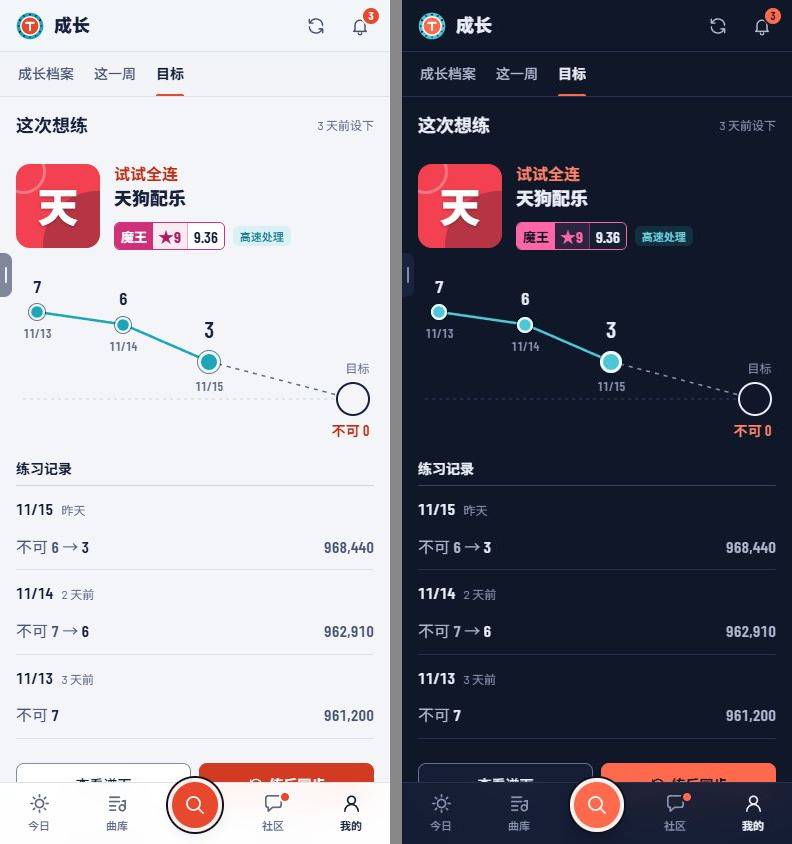 T 成长
3
成长档案 这一周 目标
这次想练 3 天前设下
天
试试全连
天狗配乐
魔王 ★9 9.36 高速处理
7
6
3
11/13
11/14
11/15
目标
不可 0
练习记录
11/15 昨天
不可 6 → 3 968,440
11/14 2 天前
不可 7 → 6 962,910
11/13 3 天前
不可 7 961,200
今日 曲库 社区 我的
T 成长
3
成长档案 这一周 目标
这次想练 3 天前设下
天
试试全连
天狗配乐
魔王 ★9 9.36 高速处理
7
6
3
11/13
11/14
11/15
目标
不可 0
练习记录
11/15 昨天
不可 6 → 3 968,440
11/14 2 天前
不可 7 → 6 962,910
11/13 3 天前
不可 7 961,200
今日 曲库 社区 我的